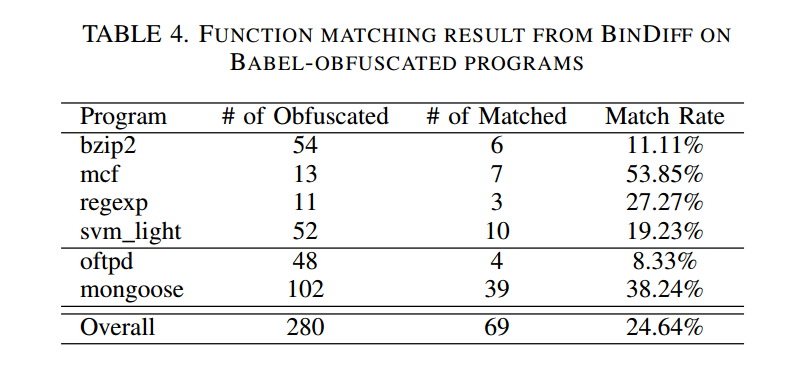 TABLE 4. FUNCTION MATCHING RESULT FROM BINDIFF ON
BABEL-OBFUSCATED PROGRAMS
Program # of Obfuscated # of Matched Match Rate
bzip2 54 6 11.11%
mcf 13 7 53.85%
regexp 11 3 27.27%
svm_light 52 10 19.23%
oftpd 48 4 8.33%
mongoose 102 39 38.24%
Overall 280 69 24.64%